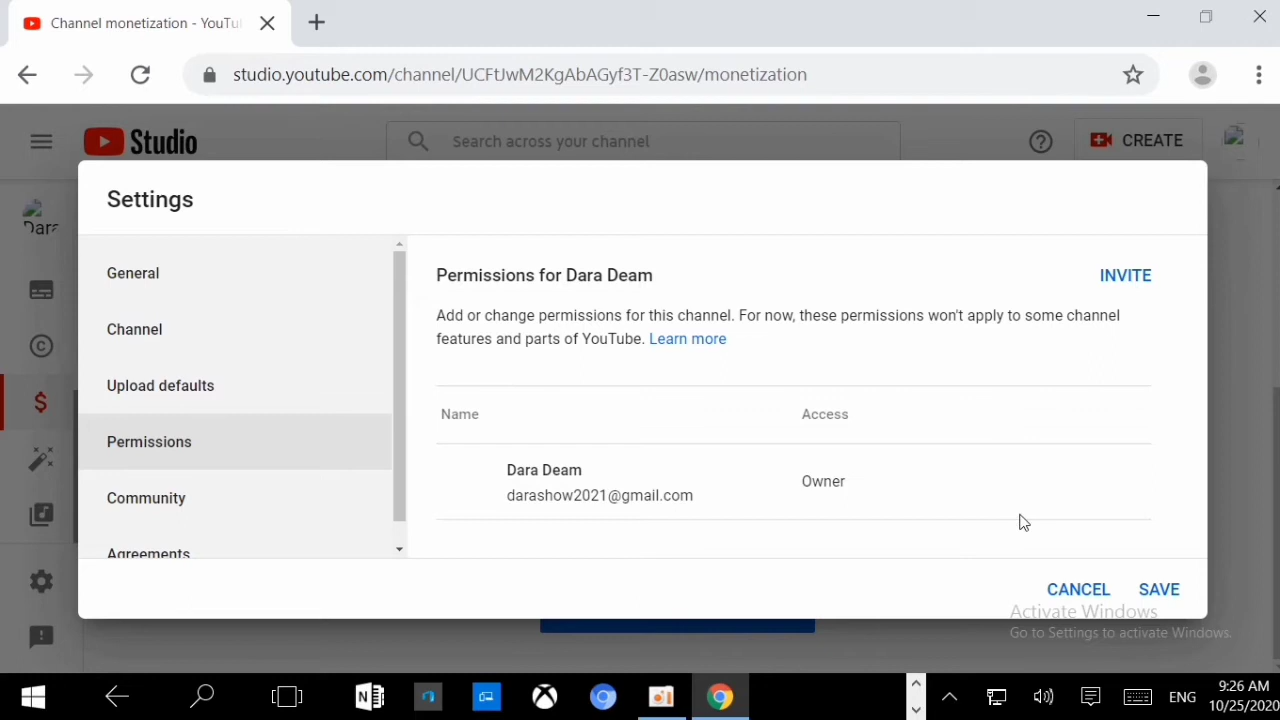 Channel monetization - YouTu
studio.youtube.com/channel/UCFtJwM2KgAbAGyf3T-Z0asw/monetization
Studio
Search across your channel
CREATE
Dara
Settings
General
Channel
Upload defaults
Permissions
Community
Agreements
Permissions for Dara Deam
INVITE
Add or change permissions for this channel. For now, these permissions won't apply to some channel
features and parts of YouTube. Learn more
Name
Access
Dara Deam
darashow2021@gmail.com
Owner
CANCEL
SAVE
Activate Windows
Go to Settings to activate Windows.
ENG
9:26 AM
10/25/2020